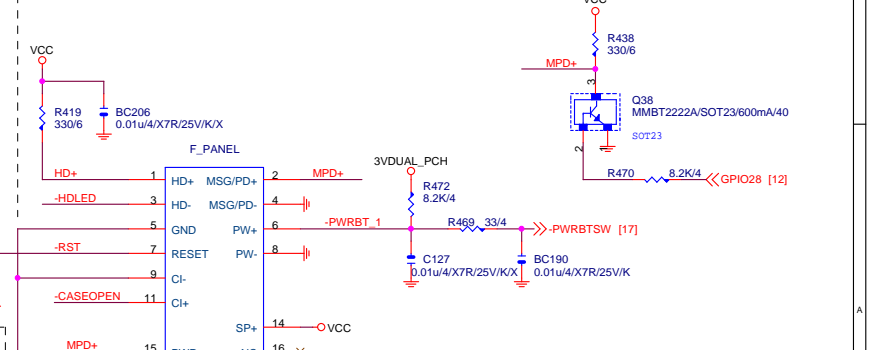 VCC
R438
330/6
MPD+
3
Q38
MMBT2222A/SOT23/600mA/40
SOT23
2
1
R470
8.2K/4
GPIO28 [12]
VCC
R419
330/6
BC206
0.01u/4/X7R/25V/K/X
F_PANEL
HD+
1
HD+
MSG/PD+
2
MPD+
-HDLED
3
HD-
MSG/PD-
4
5
GND
PW+
6
-PWRBT_1
-RST
7
RESET
PW-
8
9
CI-
-CASEOPEN
11
CI+
SP+
14
VCC
MPD+
15
16
3VDUAL_PCH
R472
8.2K/4
R469
33/4
-PWRBTSW [17]
C127
0.01u/4/X7R/25V/K/X
BC190
0.01u/4/X7R/25V/K
A